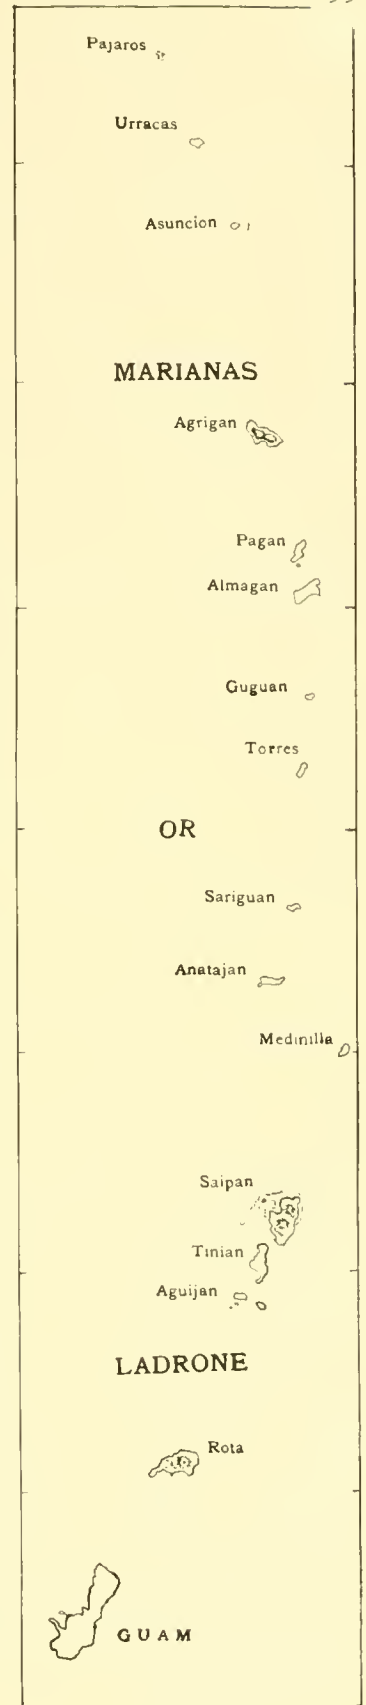 Pajaros
Urracas
Asuncion
MARIANAS
Agrigan
Pagan
Almagan
Guguan
Torres
OR
Sariguan
Anatajan
Medinilla
Saipan
Tinian
Aguijan
LADRONE
Rota
GUAM